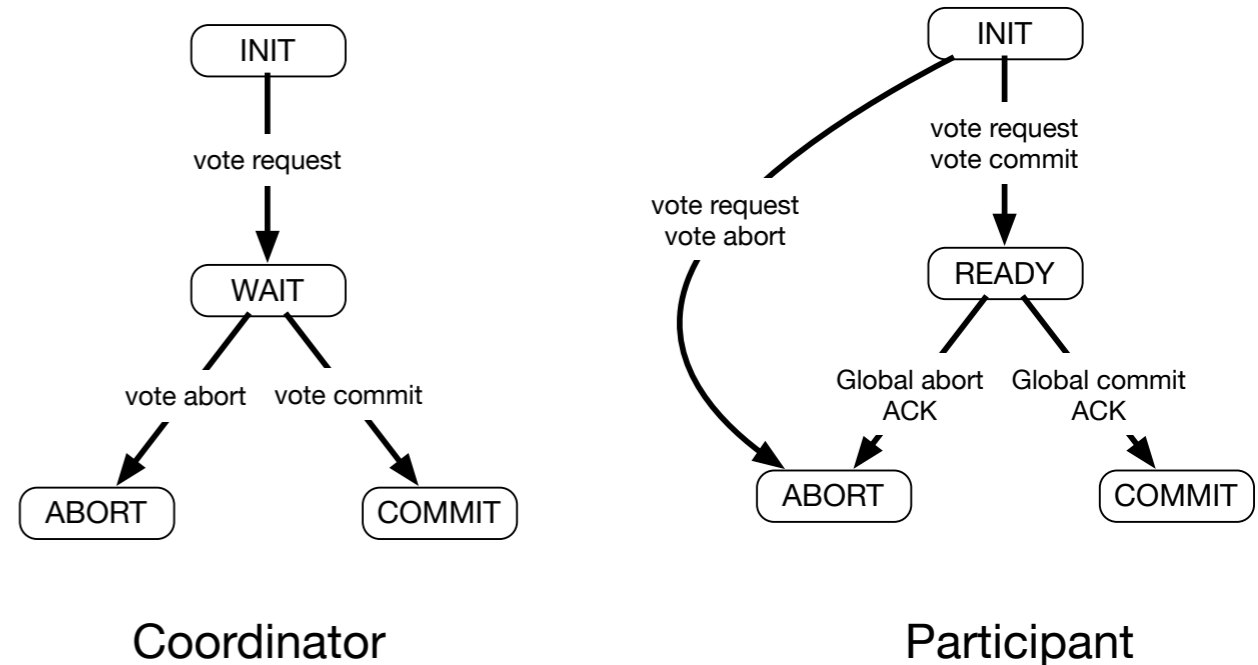 INIT
vote request
WAIT
vote abort
vote commit
ABORT
COMMIT
Coordinator
INIT
vote request
vote commit
vote request
vote abort
READY
Global abort
ACK
Global commit
ACK
ABORT
COMMIT
Participant